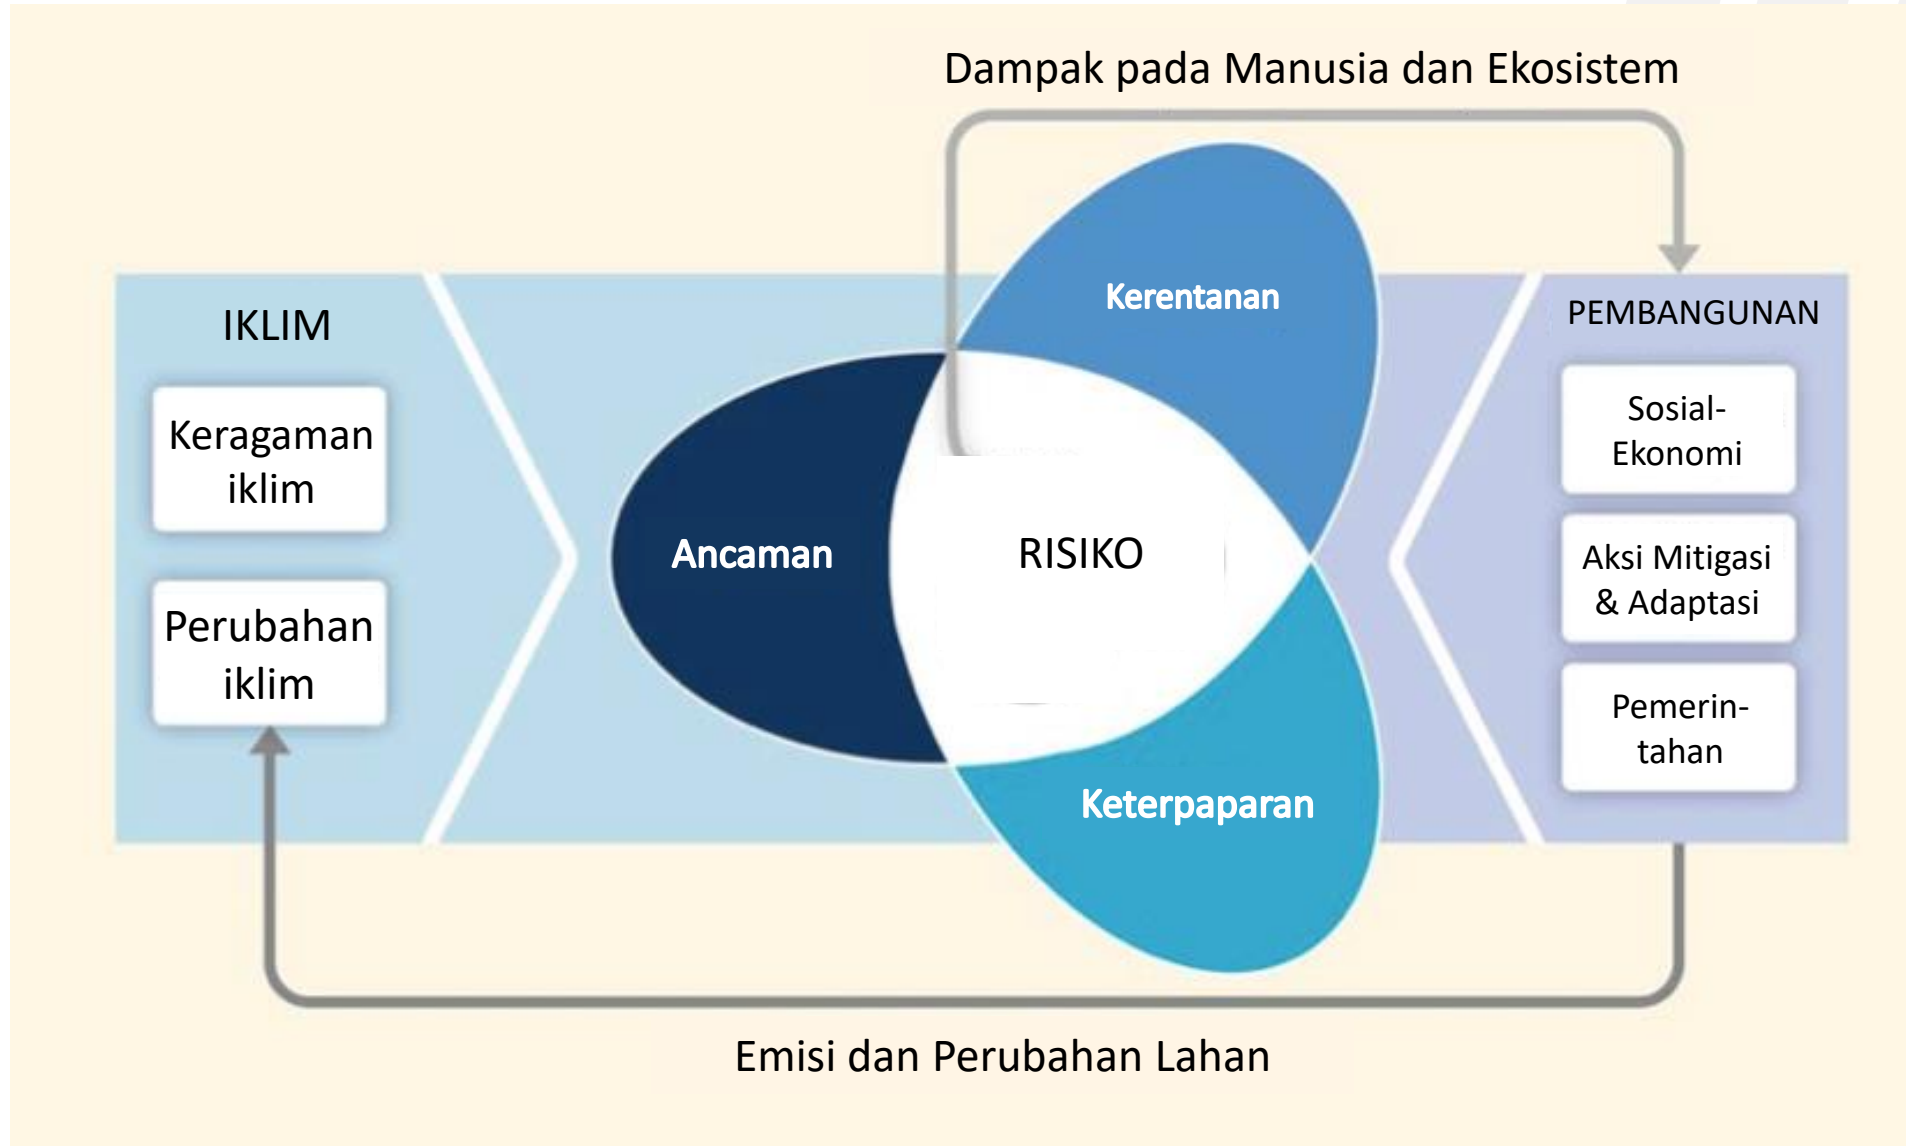 Dampak pada Manusia dan Ekosistem
IKLIM
Keragaman
iklim
Perubahan
iklim
Kerentanan
Ancaman
RISIKO
Keterpaparan
PEMBANGUNAN
Sosial-
Ekonomi
Aksi Mitigasi
& Adaptasi
Pemerin-
tahan
Emisi dan Perubahan Lahan